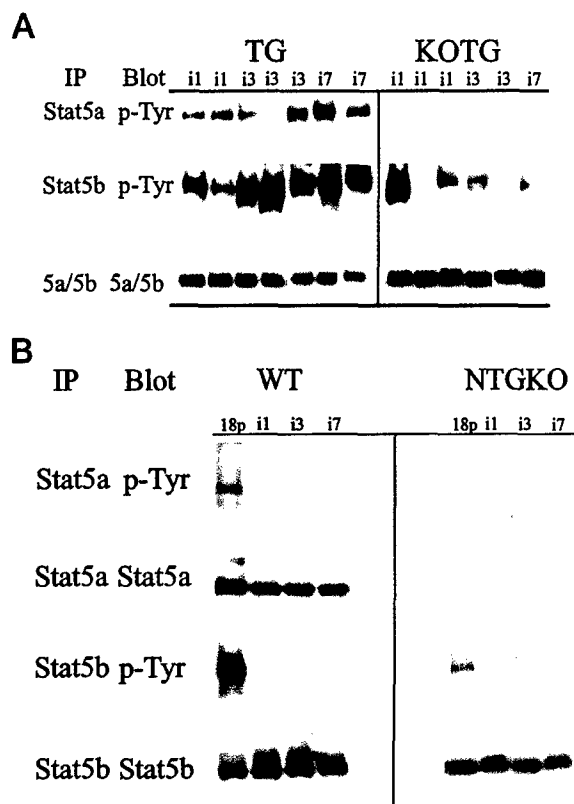 A
TG KOTG
IP Blot i1 i1 i3 i3 i3 i7 i7 i1 i1 i1 i3 i3 i7
Stat5a p-Tyr
Stat5b p-Tyr
5a/5b 5a/5b
B
IP Blot WT NTGKO
18p i1 i3 i7 18p i1 i3 i7
Stat5a p-Tyr
Stat5a Stat5a
Stat5b p-Tyr
Stat5b Stat5b